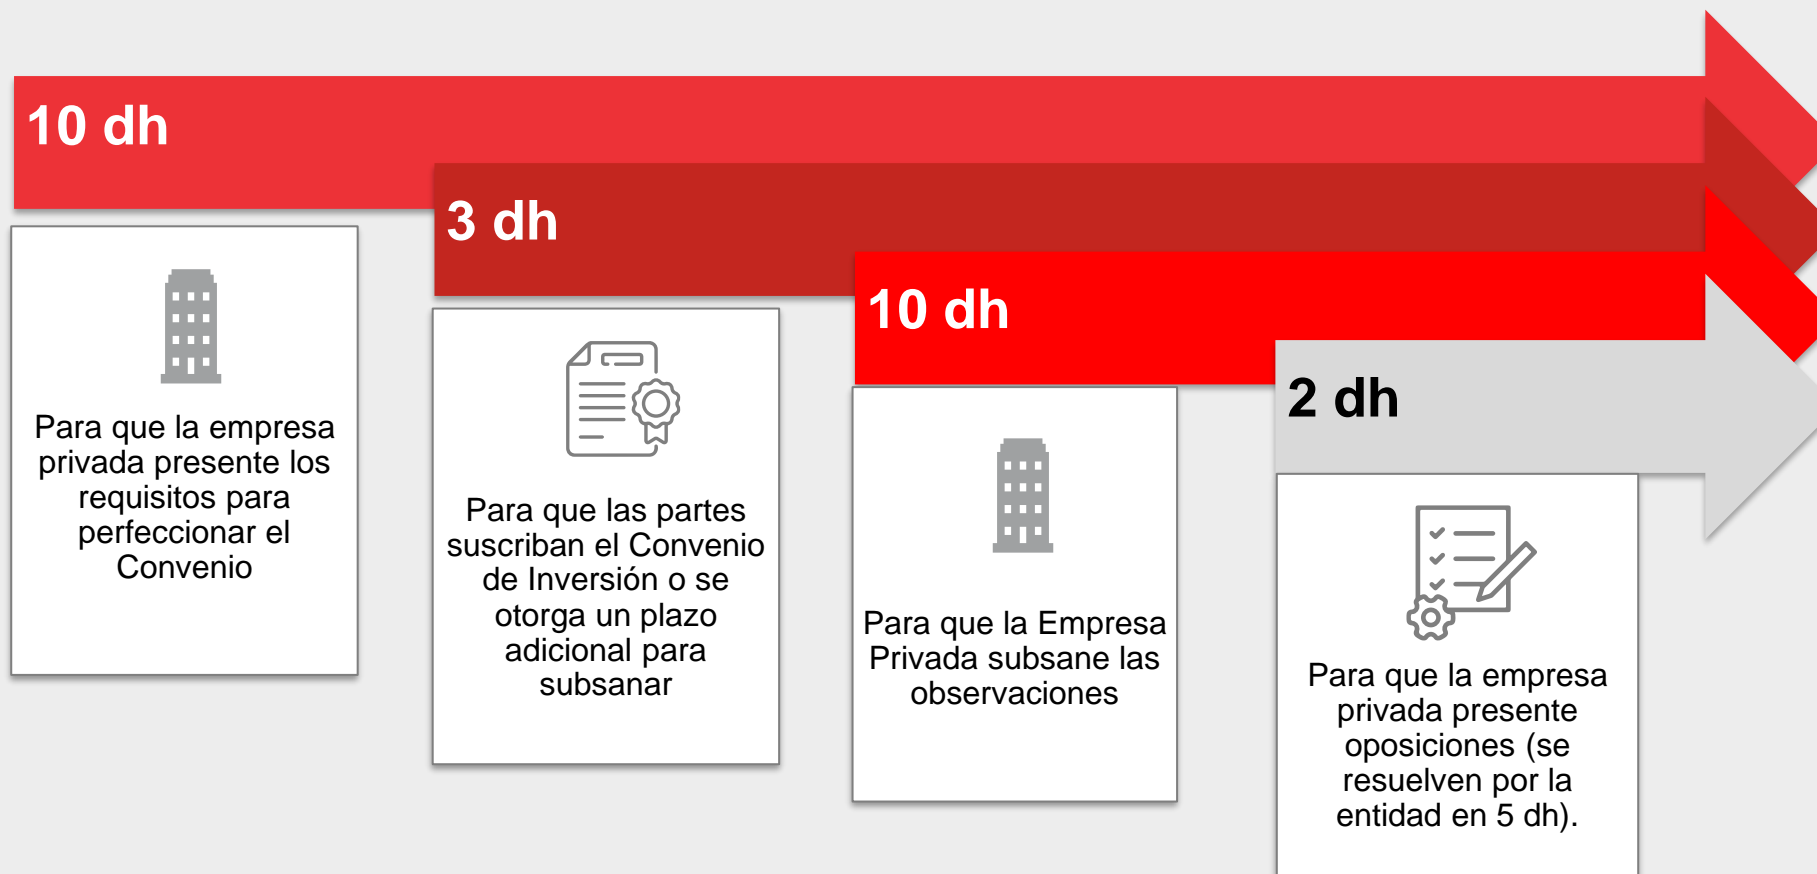 10 dh
Para que la empresa
privada presente los
requisitos para
perfeccionar el
Convenio
3 dh
Para que las partes
suscriban el Convenio
de Inversión o se
otorga un plazo
adicional para
subsanar
10 dh
Para que la Empresa
Privada subsane las
observaciones
2 dh
Para que la empresa
privada presente
oposiciones (se
resuelven por la
entidad en 5 dh).